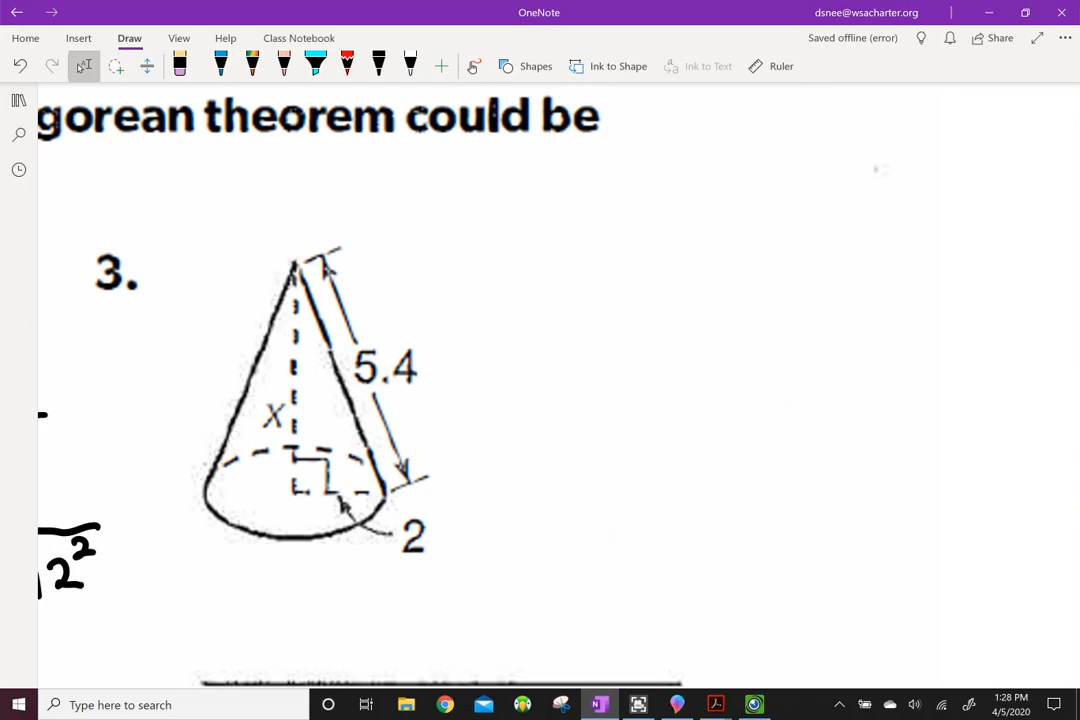 OneNote
dsnee@wsacharter.org
Home Insert Draw View Help Class Notebook
Saved offline (error) Share
Shapes Ink to Shape Ink to Text Ruler
gorean theorem could be
3.
5.4
x
2
2²
Type here to search
1:28 PM
4/5/2020